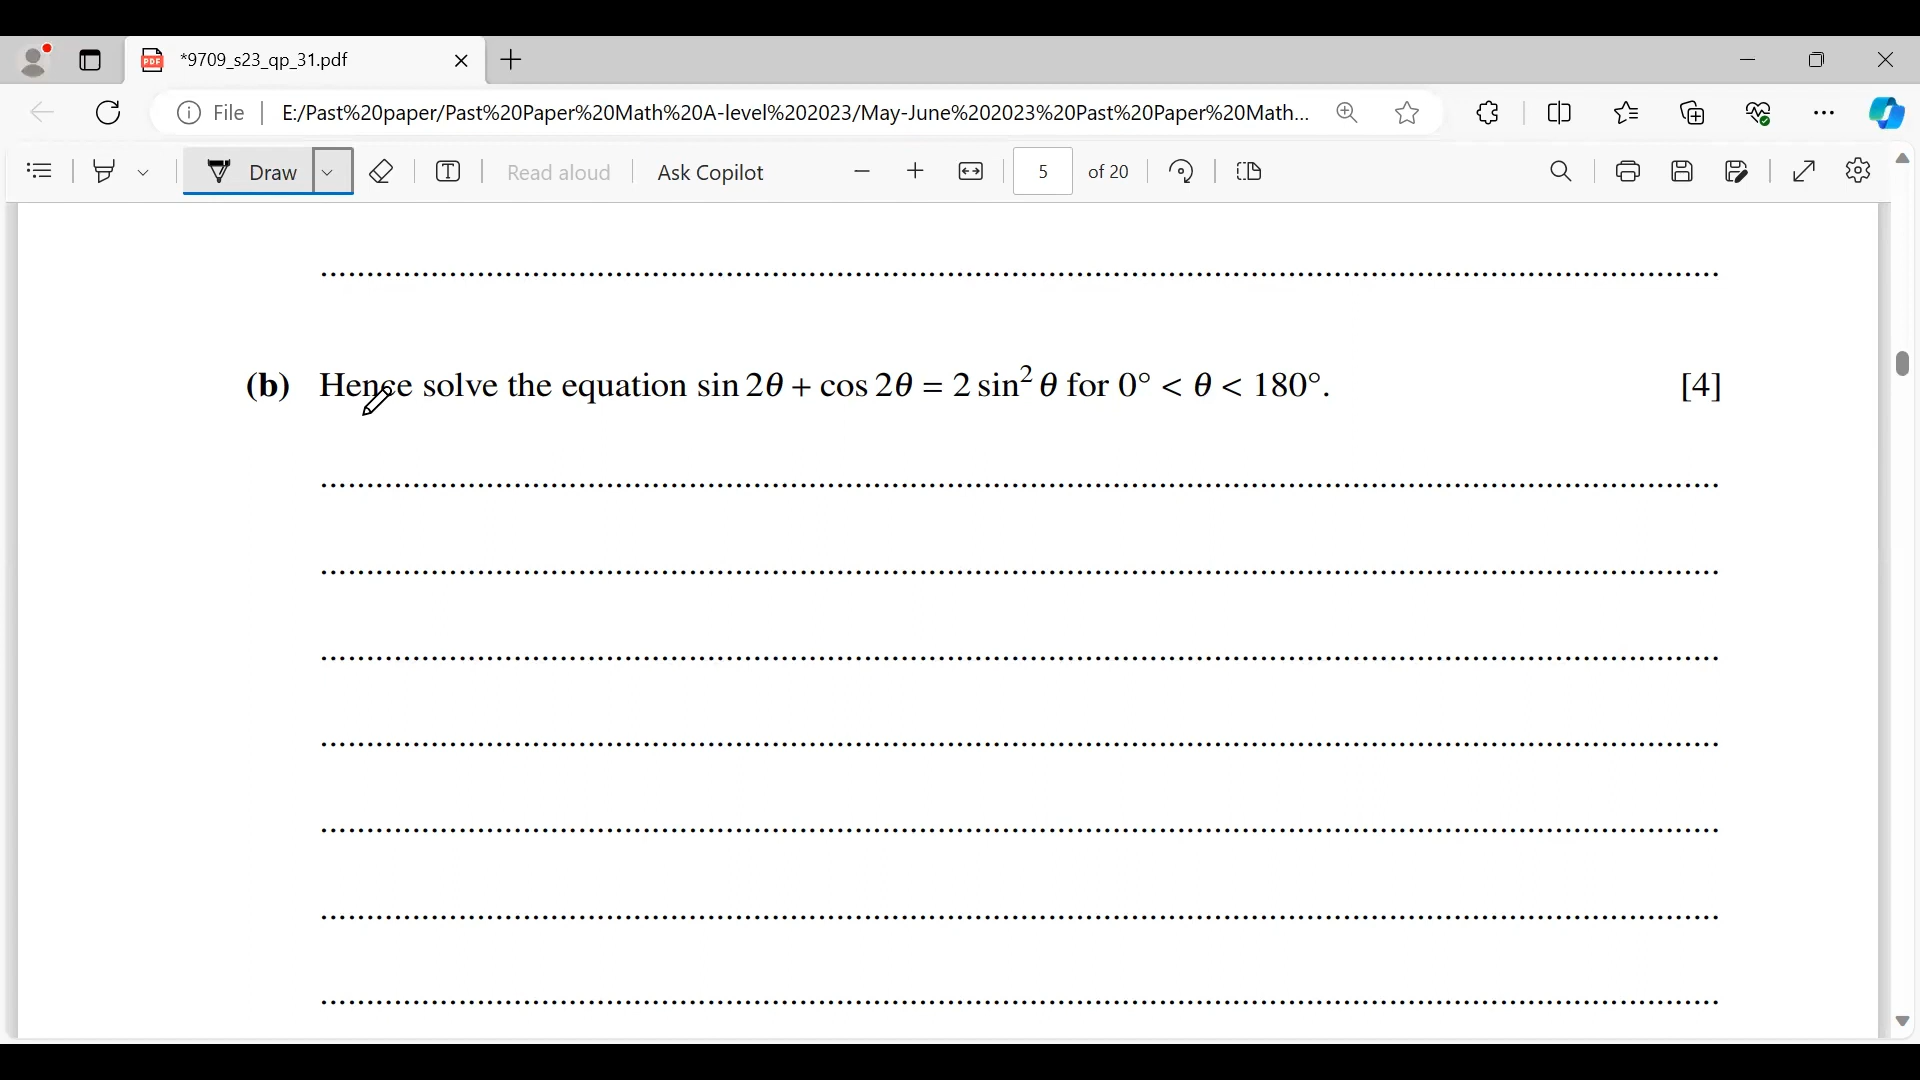 *9709_s23_qp_31.pdf
File
E:/Past%20paper/Past%20Paper%20Math%20A-level%202023/May-June%202023%20Past%20Paper%20Math...
Draw
Read aloud
Ask Copilot
5
of 20
(b) Hence solve the equation sin 2θ + cos 2θ = 2 sin² θ for 0° < θ < 180°. [4]